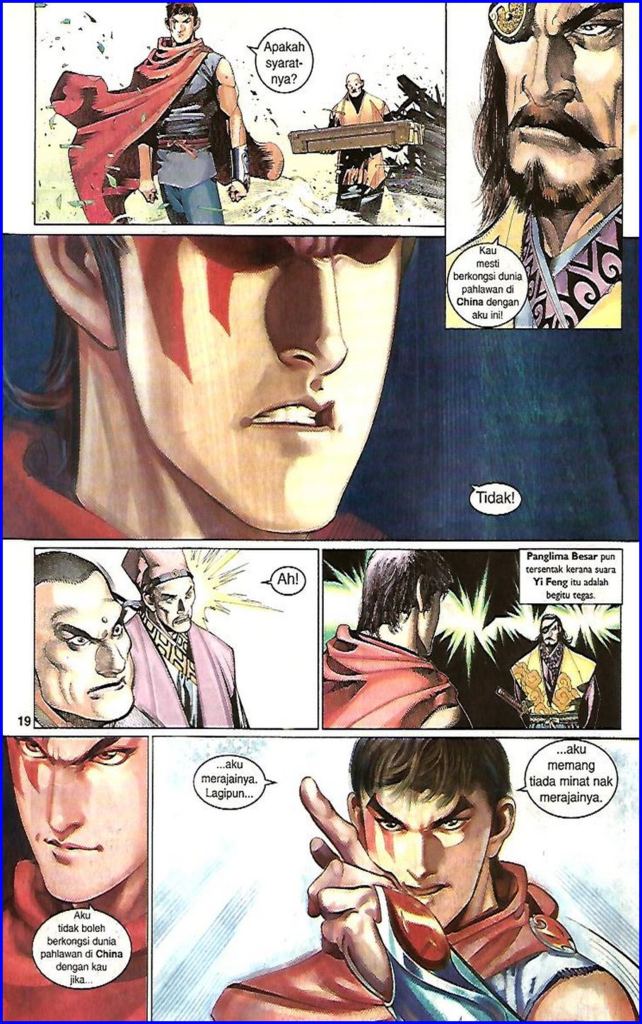 Apakah
syarat-
nya?
Kau
mesti
berkongsi dunia
pahlawan di
China dengan
aku ini!
Tidak!
Ah!
Panglima Besar pun
tersentak kerana suara
Yi Feng itu adalah
begitu tegas.
19
Aku
tidak boleh
berkongsi dunia
pahlawan di China
dengan kau
jika...
...aku
merajainya.
Lagipun...
...aku
memang
tiada minat nak
merajainya.